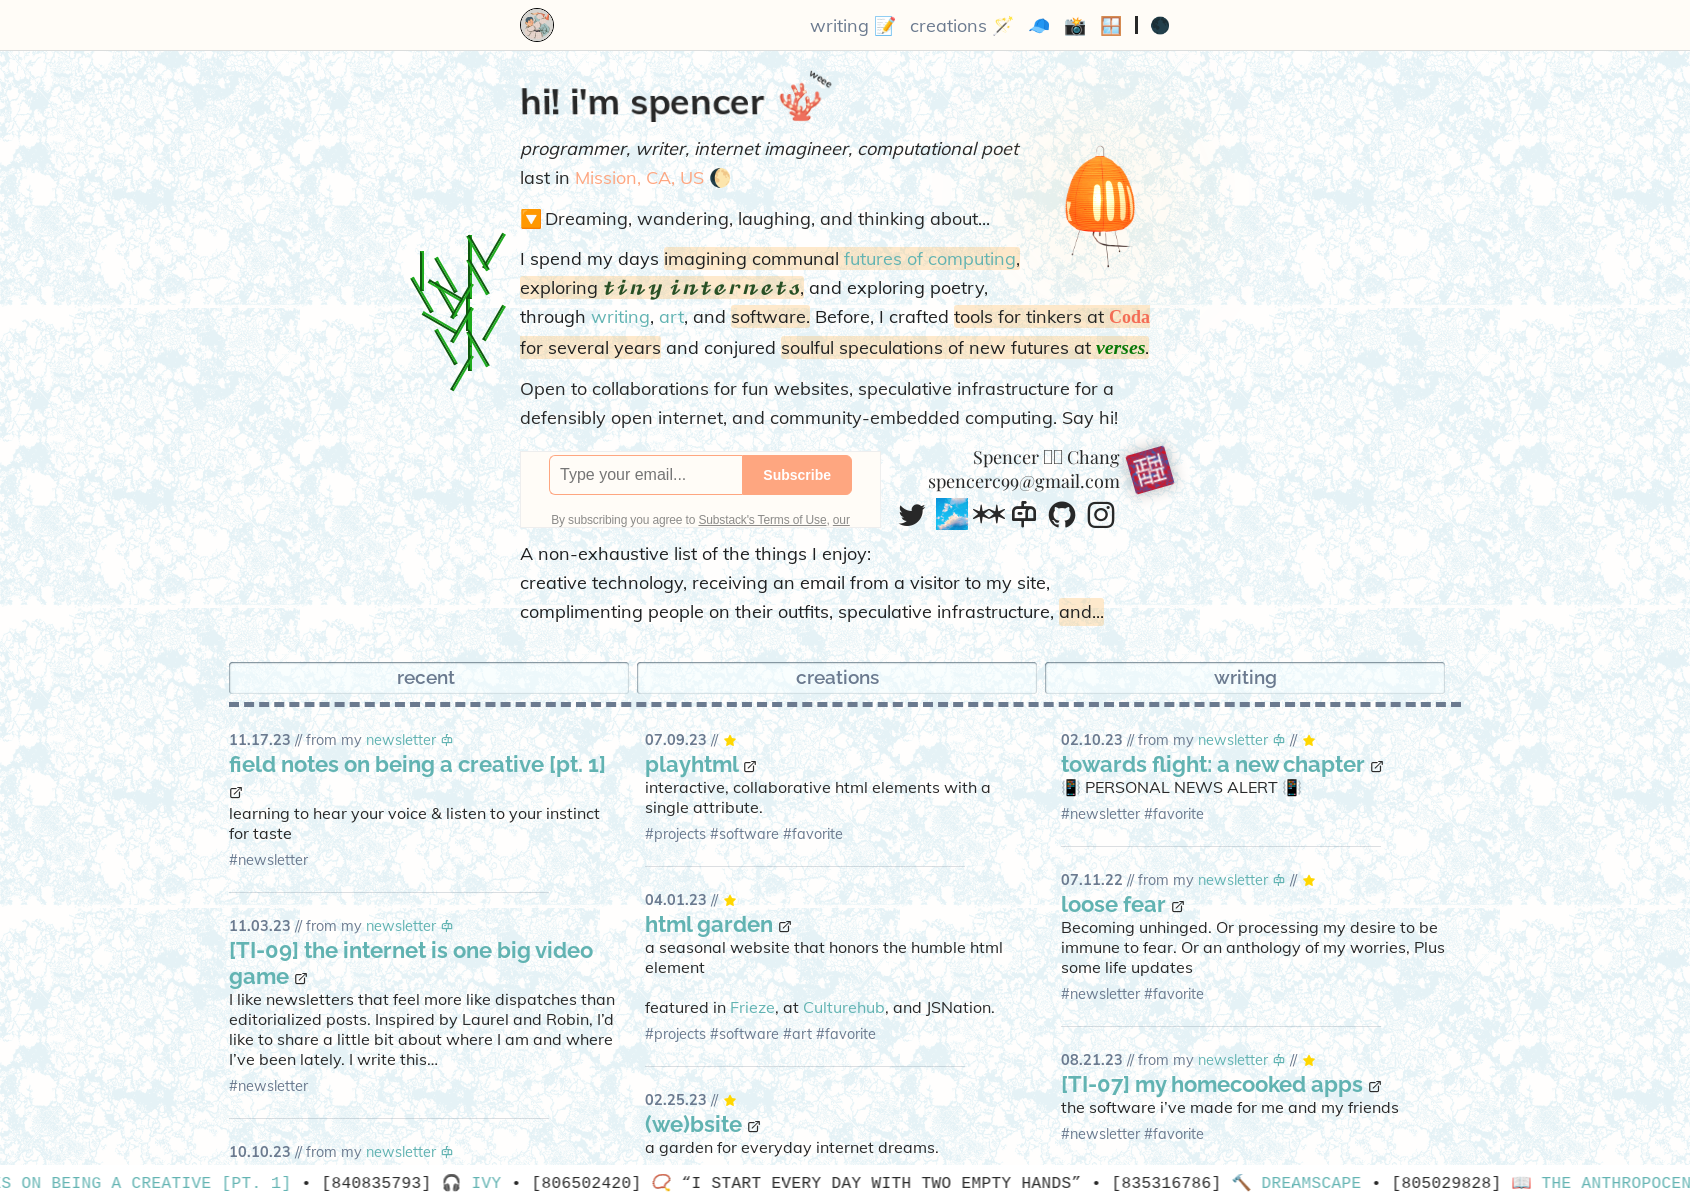 writing 📝 creations 🪄 🧢 📸 🪟 | 🌑
hi! i'm spencer
weee
programmer, writer, internet imagineer, computational poet
last in Mission, CA, US 🌔
🔽 Dreaming, wandering, laughing, and thinking about...
I spend my days imagining communal futures of computing,
exploring tiny internets, and exploring poetry,
through writing, art, and software. Before, I crafted tools for tinkers at Coda
for several years and conjured soulful speculations of new futures at verses.
Open to collaborations for fun websites, speculative infrastructure for a
defensibly open internet, and community-embedded computing. Say hi!
Type your email...
Subscribe
By subscribing you agree to Substack's Terms of Use, our
Spencer Chang
spencerc99@gmail.com
A non-exhaustive list of the things I enjoy:
creative technology, receiving an email from a visitor to my site,
complimenting people on their outfits, speculative infrastructure, and...
recent
creations
writing
11.17.23 // from my newsletter
field notes on being a creative [pt. 1]
learning to hear your voice & listen to your instinct
for taste
#newsletter
11.03.23 // from my newsletter
[TI-09] the internet is one big video
game
I like newsletters that feel more like dispatches than
editorialized posts. Inspired by Laurel and Robin, I'd
like to share a little bit about where I am and where
I've been lately. I write this...
#newsletter
10.10.23 // from my newsletter
07.09.23 // ⭐
playhtml
interactive, collaborative html elements with a
single attribute.
#projects #software #favorite
04.01.23 // ⭐
html garden
a seasonal website that honors the humble html
element
featured in Frieze, at Culturehub, and JSNation.
#projects #software #art #favorite
02.25.23 // ⭐
(we)bsite
a garden for everyday internet dreams.
02.10.23 // from my newsletter // ⭐
towards flight: a new chapter
📳 PERSONAL NEWS ALERT 📳
#newsletter #favorite
07.11.22 // from my newsletter // ⭐
loose fear
Becoming unhinged. Or processing my desire to be
immune to fear. Or an anthology of my worries, Plus
some life updates
#newsletter #favorite
08.21.23 // from my newsletter // ⭐
[TI-07] my homecooked apps
the software i've made for me and my friends
#newsletter #favorite
ES ON BEING A CREATIVE [PT. 1] • [840835793] 🎧 IVY • [806502420] 📿 “I START EVERY DAY WITH TWO EMPTY HANDS” • [835316786] 🔨 DREAMSCAPE • [805029828] 📖 THE ANTHROPOCEN